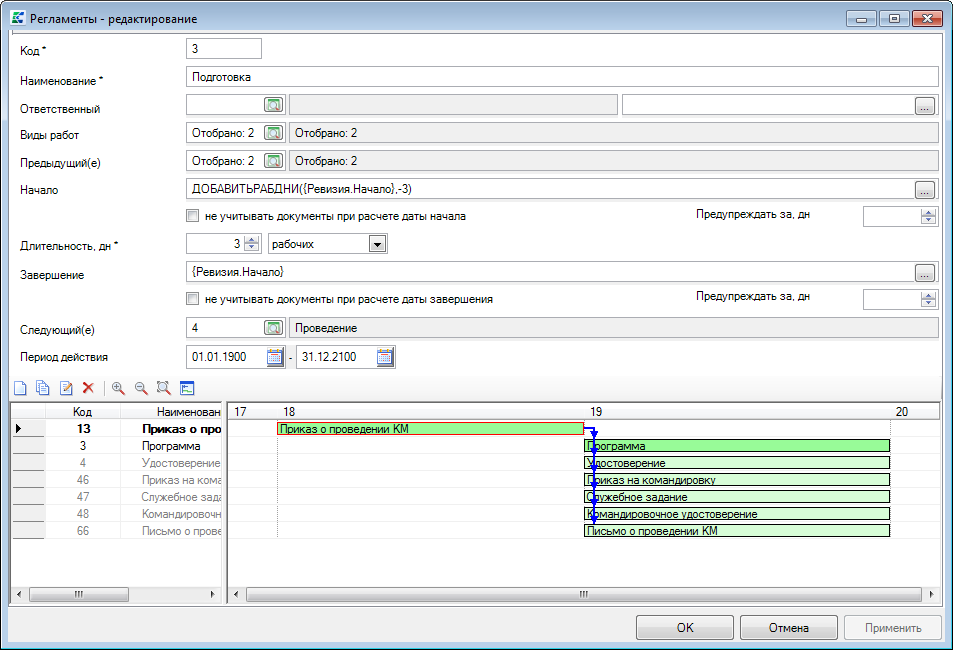 Регламенты - редактирование
Код *
3
Наименование *
Подготовка
Ответственный
...
Виды работ
Отобрано: 2
Отобрано: 2
Предыдущий(е)
Отобрано: 2
Отобрано: 2
Начало
ДОБАВИТЬРАБДНИ({Ревизия.Начало},-3)
...
не учитывать документы при расчете даты начала
Предупреждать за, дн
Длительность, дн *
3
рабочих
Завершение
{Ревизия.Начало}
...
не учитывать документы при расчете даты завершения
Предупреждать за, дн
Следующий(е)
4
Проведение
Период действия
01.01.1900 - 31.12.2100
Код Наименован 17 18 19 20
13 Приказ о про Приказ о проведении КМ
3 Программа Программа
4 Удостоверение Удостоверение
46 Приказ на кома Приказ на командировку
47 Служебное зада Служебное задание
48 Командировочн Командировочное удостоверение
66 Письмо о прове Письмо о проведении КМ
OK Отмена Применить